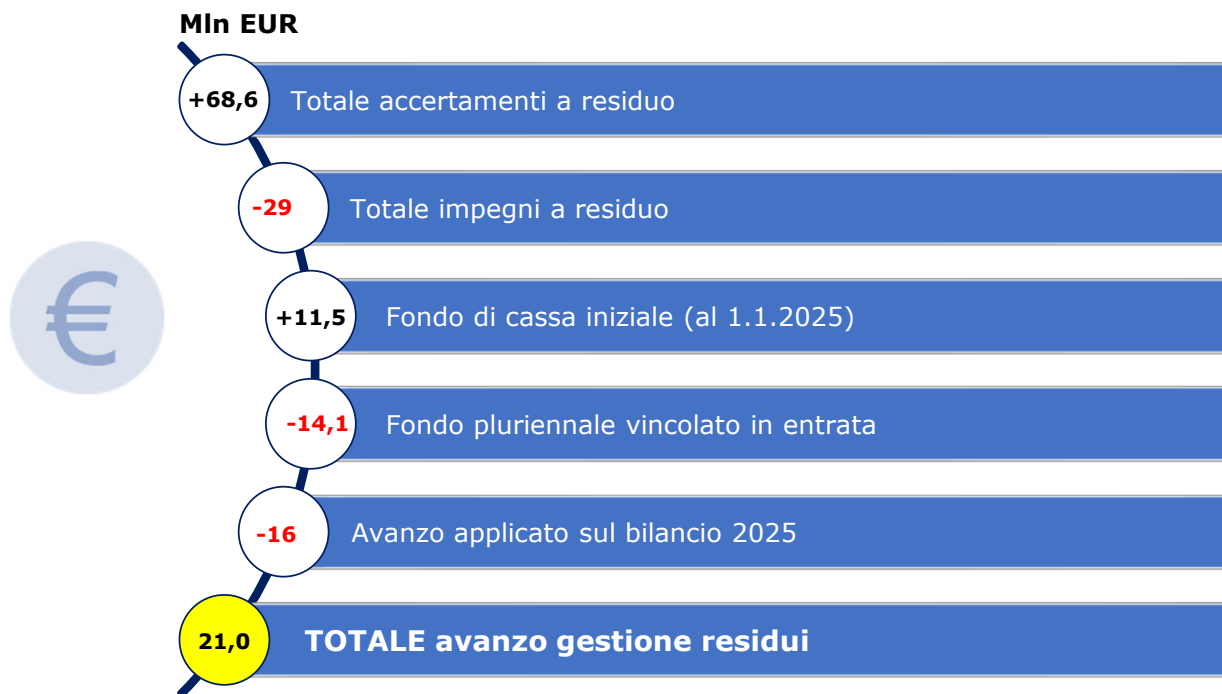 Mln EUR
+68,6 Totale accertamenti a residuo
-29 Totale impegni a residuo
+11,5 Fondo di cassa iniziale (al 1.1.2025)
-14,1 Fondo pluriennale vincolato in entrata
-16 Avanzo applicato sul bilancio 2025
21,0 TOTALE avanzo gestione residui
€